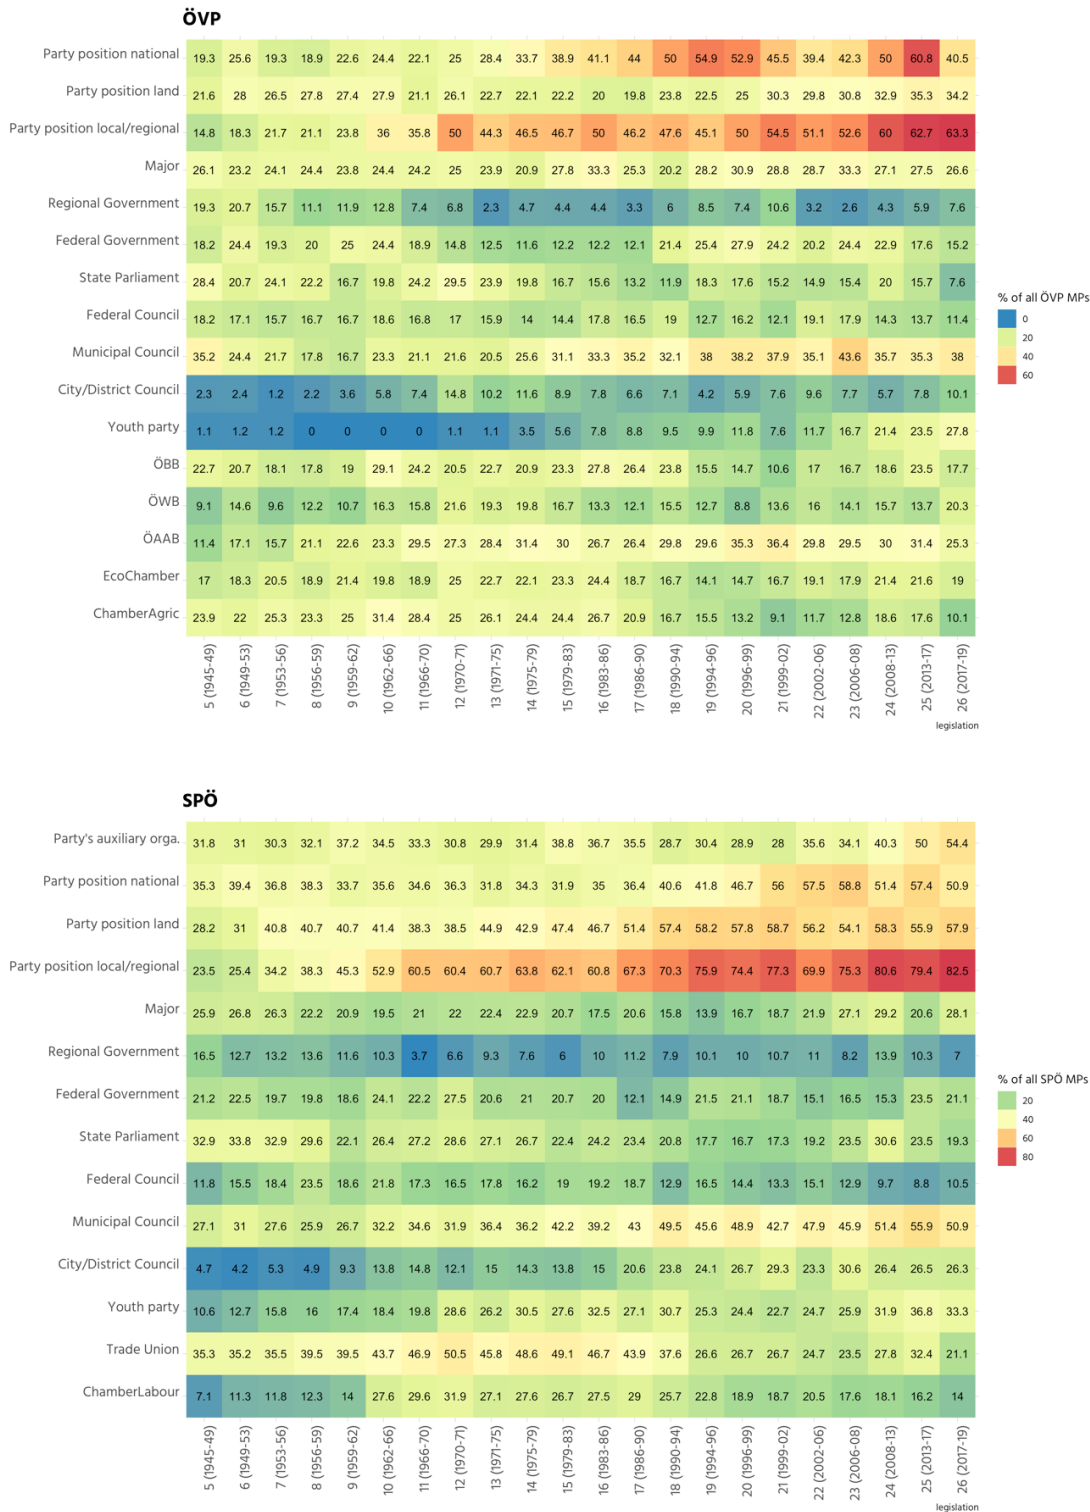 ÖVP
Party position national 19.3 25.6 19.3 18.9 22.6 24.4 22.1 25 28.4 33.7 38.9 41.1 44 50 54.9 52.9 45.5 39.4 42.3 50 60.8 40.5
Party position land 21.6 28 26.5 27.8 27.4 27.9 21.1 26.1 22.7 22.1 22.2 20 19.8 23.8 22.5 25 30.3 29.8 30.8 32.9 35.3 34.2
Party position local/regional 14.8 18.3 21.7 21.1 23.8 36 35.8 50 44.3 46.5 46.7 50 46.2 47.6 45.1 50 54.5 51.1 52.6 60 62.7 63.3
Major 26.1 23.2 24.1 24.4 23.8 24.4 24.2 25 23.9 20.9 27.8 33.3 25.3 20.2 28.2 30.9 28.8 28.7 33.3 27.1 27.5 26.6
Regional Government 19.3 20.7 15.7 11.1 11.9 12.8 7.4 6.8 2.3 4.7 4.4 4.4 3.3 6 8.5 7.4 10.6 3.2 2.6 4.3 5.9 7.6
Federal Government 18.2 24.4 19.3 20 25 24.4 18.9 14.8 12.5 11.6 12.2 12.2 12.1 21.4 25.4 27.9 24.2 20.2 24.4 22.9 17.6 15.2
State Parliament 28.4 20.7 24.1 22.2 16.7 19.8 24.2 29.5 23.9 19.8 16.7 15.6 13.2 11.9 18.3 17.6 15.2 14.9 15.4 20 15.7 7.6
Federal Council 18.2 17.1 15.7 16.7 16.7 18.6 16.8 17 15.9 14 14.4 17.8 16.5 19 12.7 16.2 12.1 19.1 17.9 14.3 13.7 11.4
Municipal Council 35.2 24.4 21.7 17.8 16.7 23.3 21.1 21.6 20.5 25.6 31.1 33.3 35.2 32.1 38 38.2 37.9 35.1 43.6 35.7 35.3 38
City/District Council 2.3 2.4 1.2 2.2 3.6 5.8 7.4 14.8 10.2 11.6 8.9 7.8 6.6 7.1 4.2 5.9 7.6 9.6 7.7 5.7 7.8 10.1
Youth party 1.1 1.2 1.2 0 0 0 0 1.1 1.1 3.5 5.6 7.8 8.8 9.5 9.9 11.8 7.6 11.7 16.7 21.4 23.5 27.8
ÖBB 22.7 20.7 18.1 17.8 19 29.1 24.2 20.5 22.7 20.9 23.3 27.8 26.4 23.8 15.5 14.7 10.6 17 16.7 18.6 23.5 17.7
ÖWB 9.1 14.6 9.6 12.2 10.7 16.3 15.8 21.6 19.3 19.8 16.7 13.3 12.1 15.5 12.7 8.8 13.6 16 14.1 15.7 13.7 20.3
ÖAAB 11.4 17.1 15.7 21.1 22.6 23.3 29.5 27.3 28.4 31.4 30 26.7 26.4 29.8 29.6 35.3 36.4 29.8 29.5 30 31.4 25.3
EcoChamber 17 18.3 20.5 18.9 21.4 19.8 18.9 25 22.7 22.1 23.3 24.4 18.7 16.7 14.1 14.7 16.7 19.1 17.9 21.4 21.6 19
ChamberAgric 23.9 22 25.3 23.3 25 31.4 28.4 25 26.1 24.4 24.4 26.7 20.9 16.7 15.5 13.2 9.1 11.7 12.8 18.6 17.6 10.1
5 (1945-49) 6 (1949-53) 7 (1953-56) 8 (1956-59) 9 (1959-62) 10 (1962-66) 11 (1966-70) 12 (1970-71) 13 (1971-75) 14 (1975-79) 15 (1979-83) 16 (1983-86) 17 (1986-90) 18 (1990-94) 19 (1994-96) 20 (1996-99) 21 (1999-02) 22 (2002-06) 23 (2006-08) 24 (2008-13) 25 (2013-17) 26 (2017-19)
legislation
% of all ÖVP MPs
0
20
40
60
SPÖ
Party's auxiliary orga. 31.8 31 30.3 32.1 37.2 34.5 33.3 30.8 29.9 31.4 38.8 36.7 35.5 28.7 30.4 28.9 28 35.6 34.1 40.3 50 54.4
Party position national 35.3 39.4 36.8 38.3 33.7 35.6 34.6 36.3 31.8 34.3 31.9 35 36.4 40.6 41.8 46.7 56 57.5 58.8 51.4 57.4 50.9
Party position land 28.2 31 40.8 40.7 40.7 41.4 38.3 38.5 44.9 42.9 47.4 46.7 51.4 57.4 58.2 57.8 58.7 56.2 54.1 58.3 55.9 57.9
Party position local/regional 23.5 25.4 34.2 38.3 45.3 52.9 60.5 60.4 60.7 63.8 62.1 60.8 67.3 70.3 75.9 74.4 77.3 69.9 75.3 80.6 79.4 82.5
Major 25.9 26.8 26.3 22.2 20.9 19.5 21 22 22.4 22.9 20.7 17.5 20.6 15.8 13.9 16.7 18.7 21.9 27.1 29.2 20.6 28.1
Regional Government 16.5 12.7 13.2 13.6 11.6 10.3 3.7 6.6 9.3 7.6 6 10 11.2 7.9 10.1 10 10.7 11 8.2 13.9 10.3 7
Federal Government 21.2 22.5 19.7 19.8 18.6 24.1 22.2 27.5 20.6 21 20.7 20 12.1 14.9 21.5 21.1 18.7 15.1 16.5 15.3 23.5 21.1
State Parliament 32.9 33.8 32.9 29.6 22.1 26.4 27.2 28.6 27.1 26.7 22.4 24.2 23.4 20.8 17.7 16.7 17.3 19.2 23.5 30.6 23.5 19.3
Federal Council 11.8 15.5 18.4 23.5 18.6 21.8 17.3 16.5 17.8 16.2 19 19.2 18.7 12.9 16.5 14.4 13.3 15.1 12.9 9.7 8.8 10.5
Municipal Council 27.1 31 27.6 25.9 26.7 32.2 34.6 31.9 36.4 36.2 42.2 39.2 43 49.5 45.6 48.9 42.7 47.9 45.9 51.4 55.9 50.9
City/District Council 4.7 4.2 5.3 4.9 9.3 13.8 14.8 12.1 15 14.3 13.8 15 20.6 23.8 24.1 26.7 29.3 23.3 30.6 26.4 26.5 26.3
Youth party 10.6 12.7 15.8 16 17.4 18.4 19.8 28.6 26.2 30.5 27.6 32.5 27.1 30.7 25.3 24.4 22.7 24.7 25.9 31.9 36.8 33.3
Trade Union 35.3 35.2 35.5 39.5 39.5 43.7 46.9 50.5 45.8 48.6 49.1 46.7 43.9 37.6 26.6 26.7 26.7 24.7 23.5 27.8 32.4 21.1
ChamberLabour 7.1 11.3 11.8 12.3 14 27.6 29.6 31.9 27.1 27.6 26.7 27.5 29 25.7 22.8 18.9 18.7 20.5 17.6 18.1 16.2 14
5 (1945-49) 6 (1949-53) 7 (1953-56) 8 (1956-59) 9 (1959-62) 10 (1962-66) 11 (1966-70) 12 (1970-71) 13 (1971-75) 14 (1975-79) 15 (1979-83) 16 (1983-86) 17 (1986-90) 18 (1990-94) 19 (1994-96) 20 (1996-99) 21 (1999-02) 22 (2002-06) 23 (2006-08) 24 (2008-13) 25 (2013-17) 26 (2017-19)
legislation
% of all SPÖ MPs
20
40
60
80